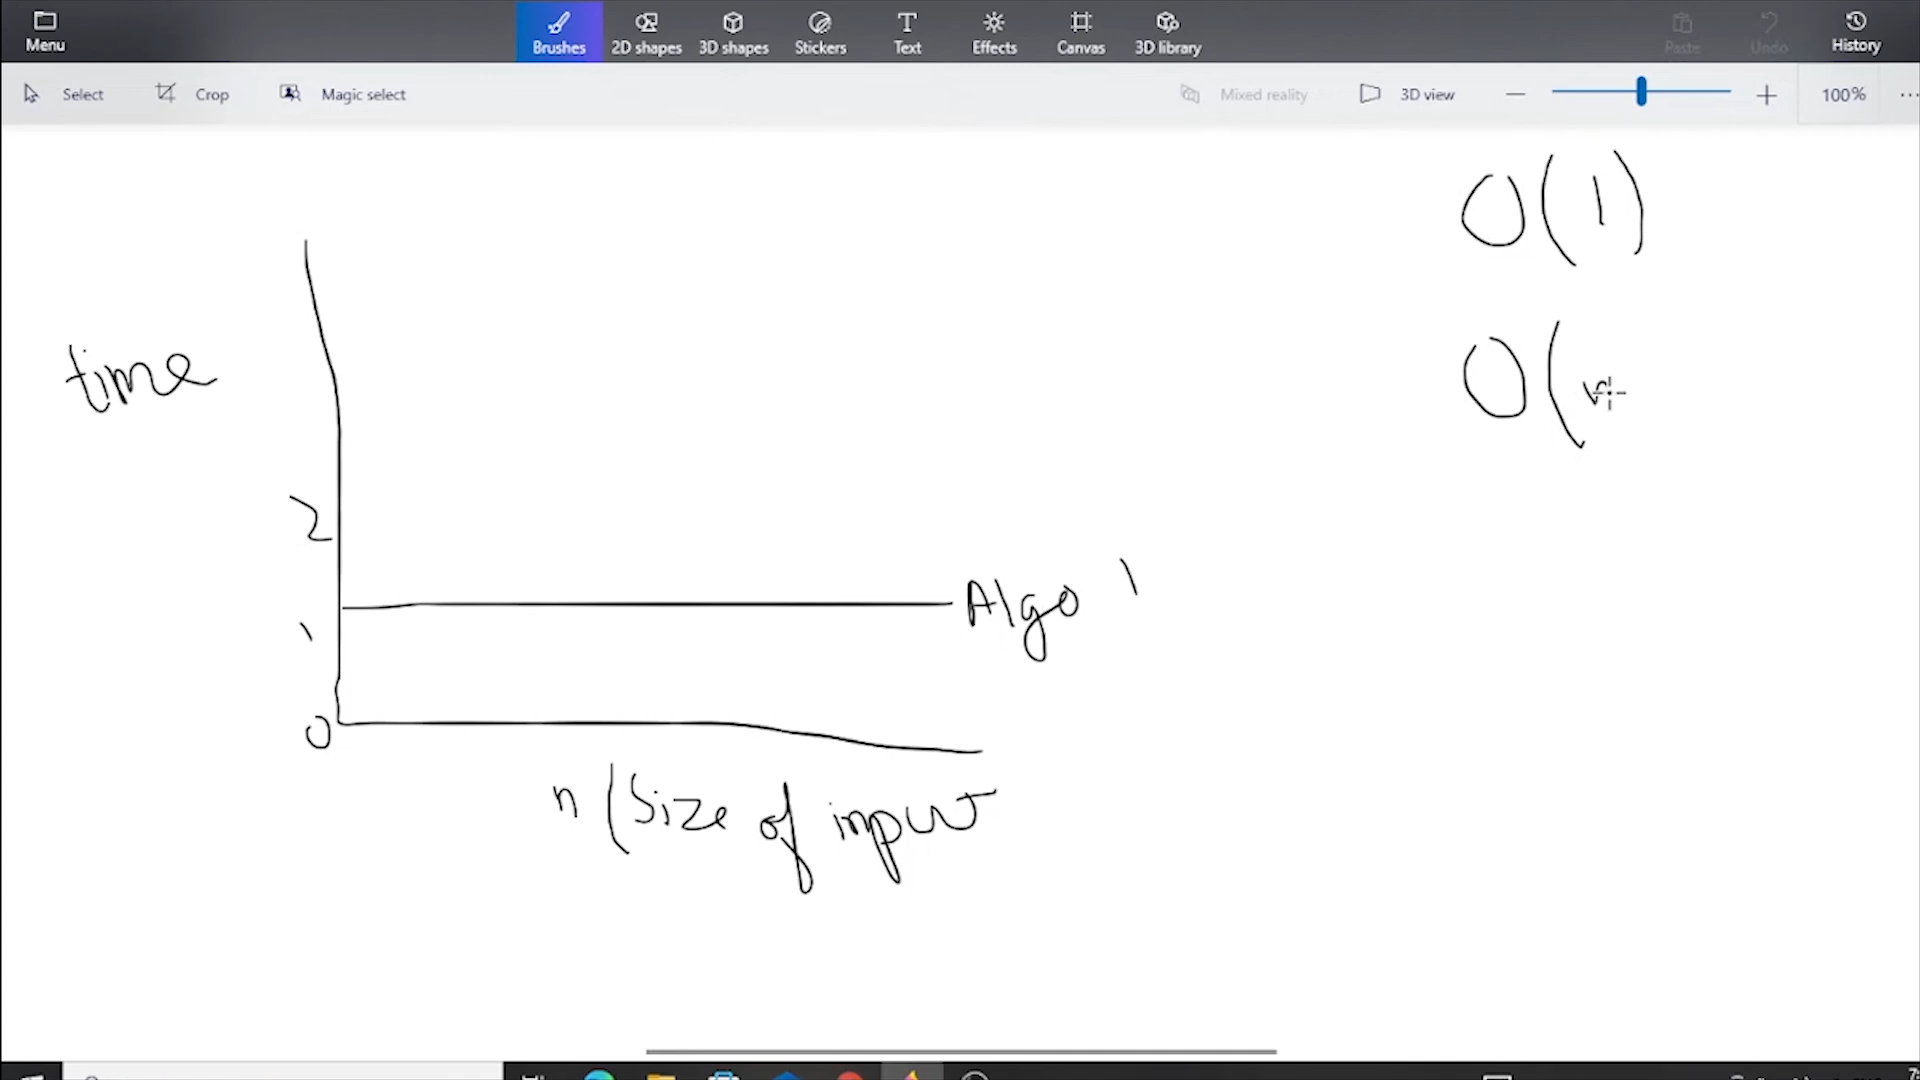 Menu
Brushes 2D shapes 3D shapes Stickers Text Effects Canvas 3D library
Paste Undo History
Select Crop Magic select
Mixed reality 3D view 100%
O(1)
O(
time
2
Algo 1
1
0
n (Size of input